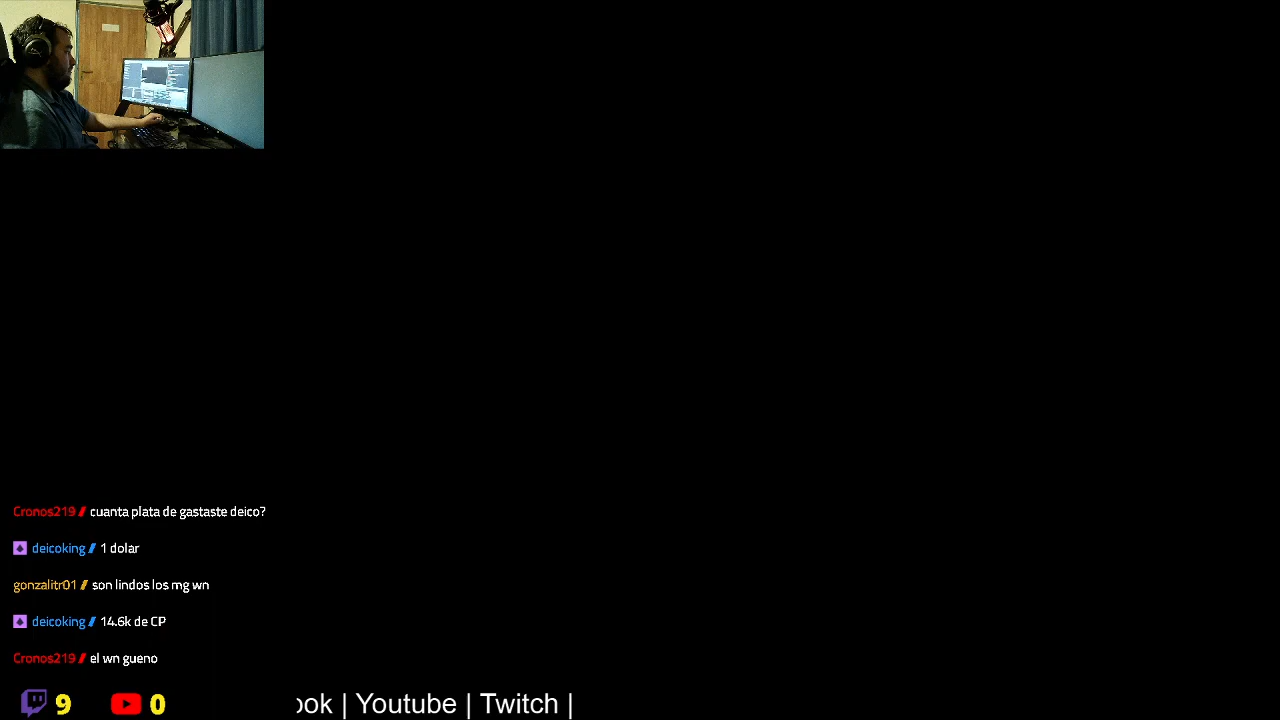 Cronos219 // cuanta plata de gastaste deico?
deicoking // 1 dolar
gonzalitr01 // son lindos los mg wn
deicoking // 14.6k de CP
Cronos219 // el wn gueno
9 0 ook | Youtube | Twitch |